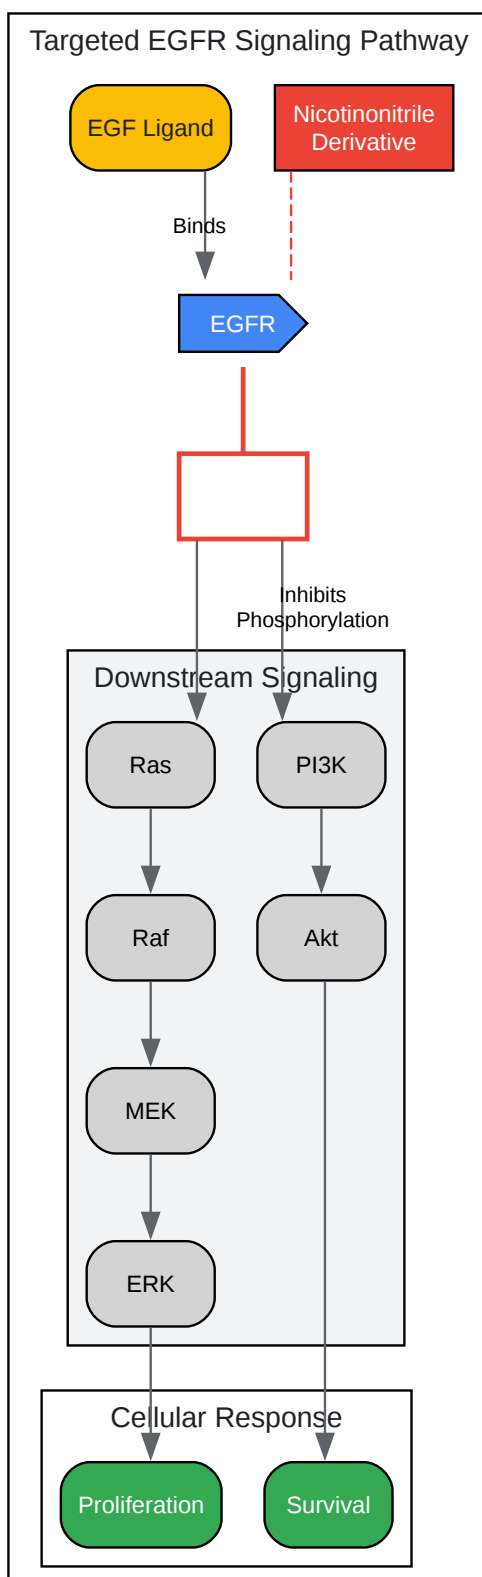 Targeted EGFR Signaling Pathway
EGF Ligand
Nicotinonitrile
Derivative
Binds
EGFR
Inhibits
Phosphorylation
Downstream Signaling
Ras
PI3K
Raf
Akt
MEK
ERK
Cellular Response
Proliferation
Survival